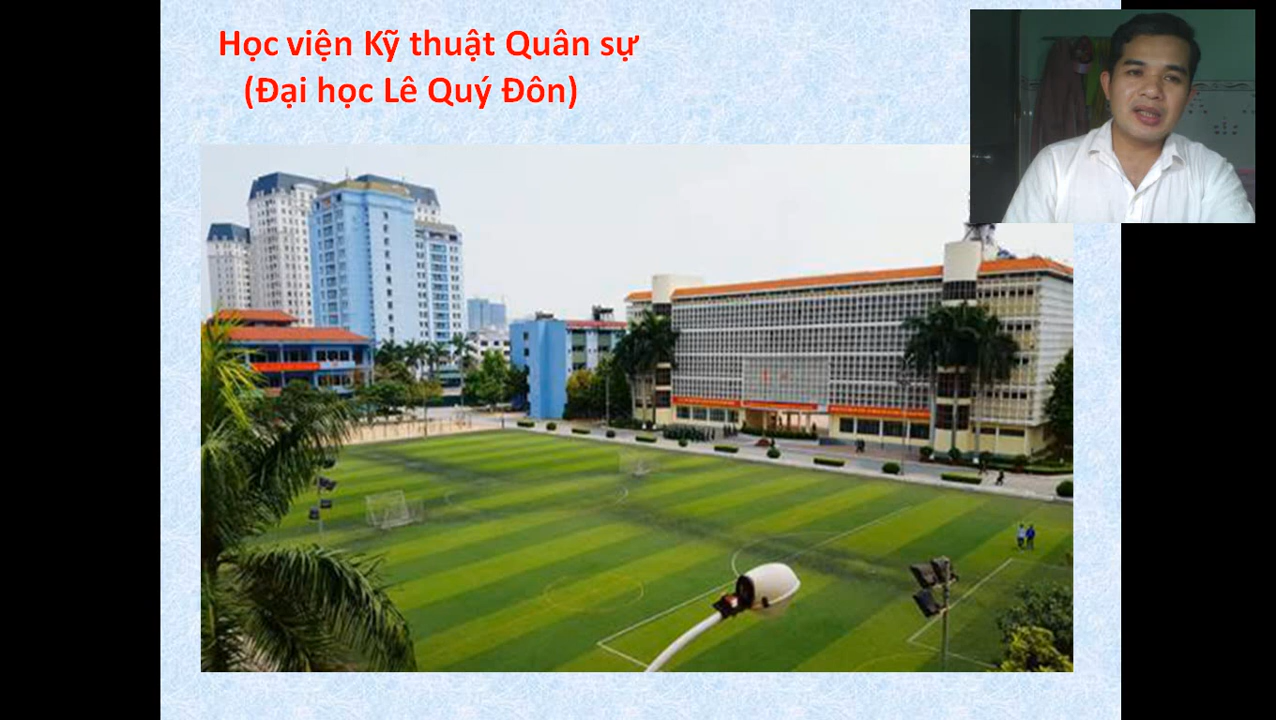 Học viện Kỹ thuật Quân sự
(Đại học Lê Quý Đôn)